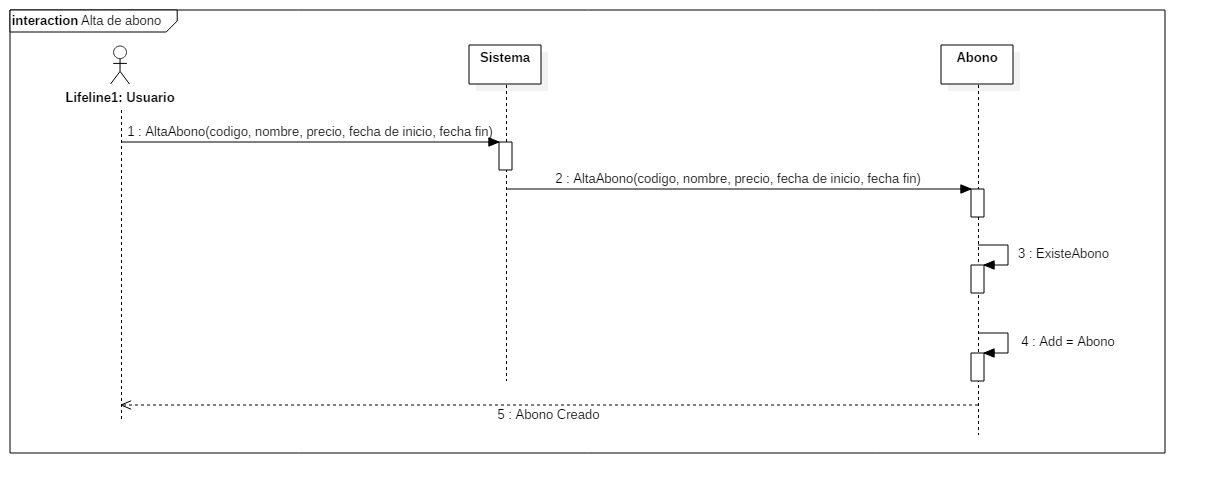 interaction Alta de abono
Sistema
Abono
Lifeline1: Usuario
1 : AltaAbono(codigo, nombre, precio, fecha de inicio, fecha fin)
2 : AltaAbono(codigo, nombre, precio, fecha de inicio, fecha fin)
3 : ExisteAbono
4 : Add = Abono
5 : Abono Creado